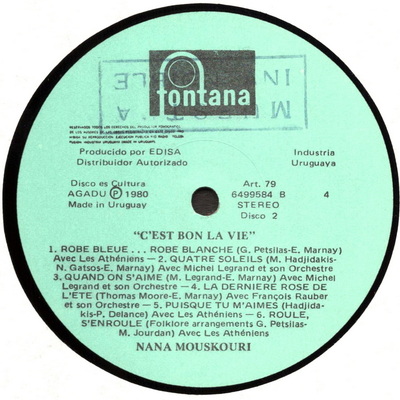 fontana
MUESTRA
INVENDIBLE
Producido por EDISA
Distribuidor Autorizado
Industria
Uruguaya
Disco es Cultura
AGADU Ⓟ 1980
Made in Uruguay
Art. 79
6499584 B
STEREO
Disco 2
4
"C'EST BON LA VIE"
1. ROBE BLEUE . . . ROBE BLANCHE (G. Petsilas-E. Marnay)
Avec Les Athéniens — 2. QUATRE SOLEILS (M. Hadjidakis-
N. Gatsos-E. Marnay) Avec Michel Legrand et son Orchestre
— 3. QUAND ON S'AIME (M. Legrand-E. Marnay) Avec Michel
Legrand et son Orchestre — 4. LA DERNIERE ROSE DE
L'ETE (Thomas Moore-E. Marnay) Avec François Rauber
et son Orchestre — 5. PUISQUE TU M'AIMES (Hadjida-
kis-P. Delance) Avec Les Athéniens — 6. ROULE,
S'ENROULE (Folklore arrangements G. Petsilas-
M. Jourdan) Avec Les Athéniens
NANA MOUSKOURI